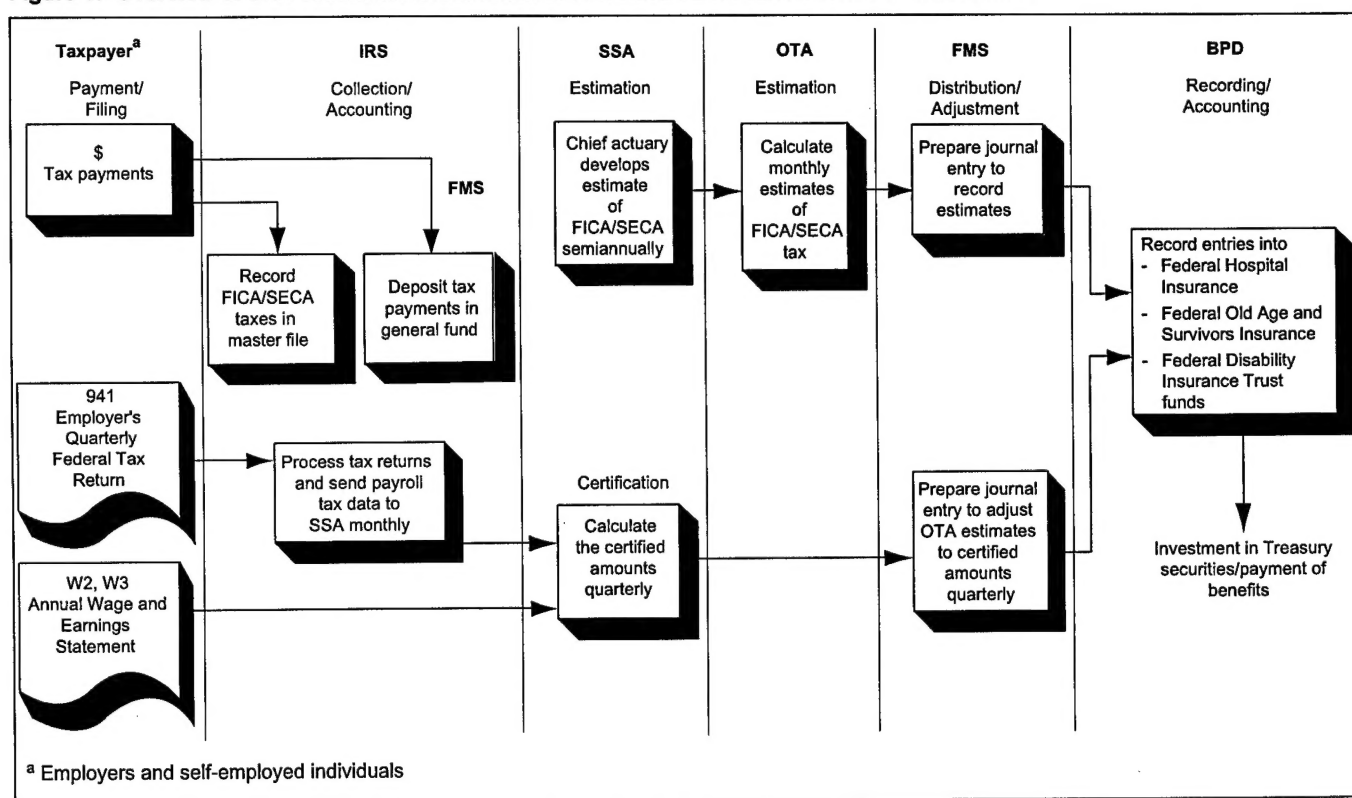 Taxpayer^a
Payment/
Filing
$
Tax payments
941
Employer's
Quarterly
Federal Tax
Return
W2, W3
Annual Wage and
Earnings
Statement
IRS
Collection/
Accounting
FMS
Record
FICA/SECA
taxes in
master file
Deposit tax
payments in
general fund
Process tax returns
and send payroll
tax data to
SSA monthly
SSA
Estimation
Chief actuary
develops
estimate
of
FICA/SECA
semiannually
Certification
Calculate
the certified
amounts
quarterly
OTA
Estimation
Calculate
monthly
estimates
of
FICA/SECA
tax
FMS
Distribution/
Adjustment
Prepare journal
entry to
record
estimates
Prepare journal
entry to adjust
OTA estimates
to certified
amounts
quarterly
BPD
Recording/
Accounting
Record entries into
- Federal Hospital
Insurance
- Federal Old Age and
Survivors Insurance
- Federal Disability
Insurance Trust
funds
Investment in Treasury
securities/payment of
benefits
^a Employers and self-employed individuals